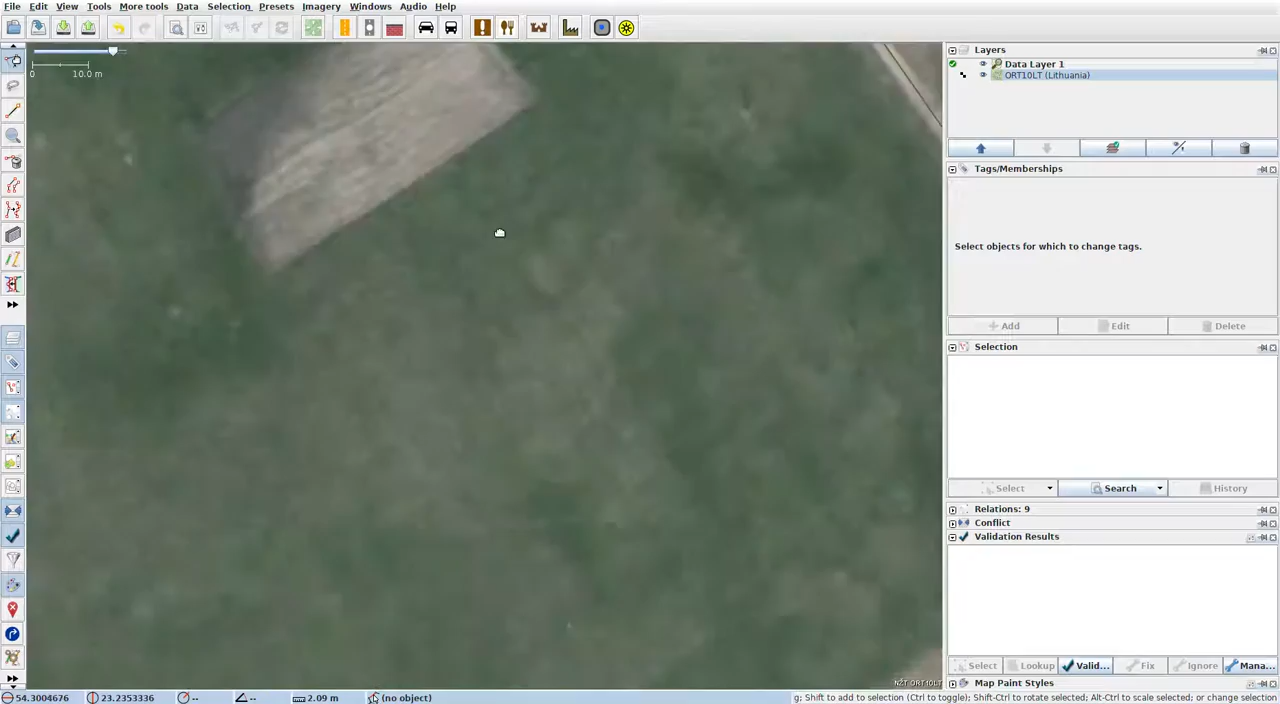 File Edit View Tools More tools Data Selection Presets Imagery Windows Audio Help
0 10.0 m
Layers
Data Layer 1
ORT10LT (Lithuania)
Tags/Memberships
Select objects for which to change tags.
Add Edit Delete
Selection
Select Search History
Relations: 9
Conflict
Validation Results
Select Lookup Valid... Fix Ignore Mana...
Map Paint Styles
NŽT ORT10LT
54.3004676 23.2353336 -- -- 2.09 m (no object) g; Shift to add to selection (Ctrl to toggle); Shift-Ctrl to rotate selected; Alt-Ctrl to scale selected; or change selection